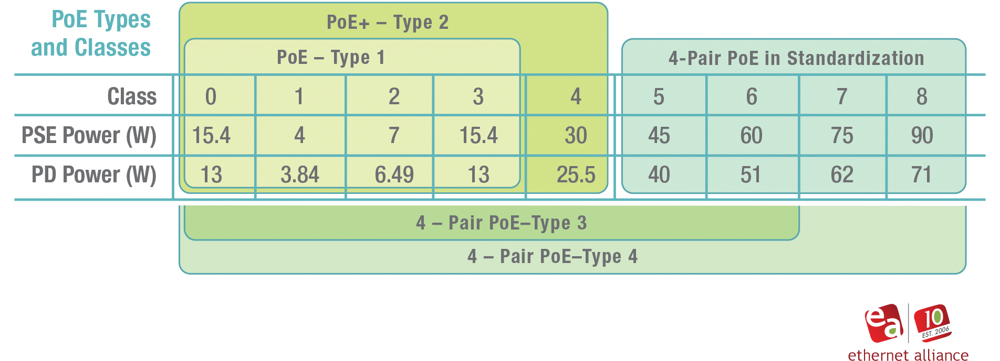 PoE Types
and Classes
PoE+ – Type 2
PoE – Type 1
4-Pair PoE in Standardization
Class 0 1 2 3 4 5 6 7 8
PSE Power (W) 15.4 4 7 15.4 30 45 60 75 90
PD Power (W) 13 3.84 6.49 13 25.5 40 51 62 71
4 – Pair PoE–Type 3
4 – Pair PoE–Type 4
ea 10
EST. 2006
ethernet alliance